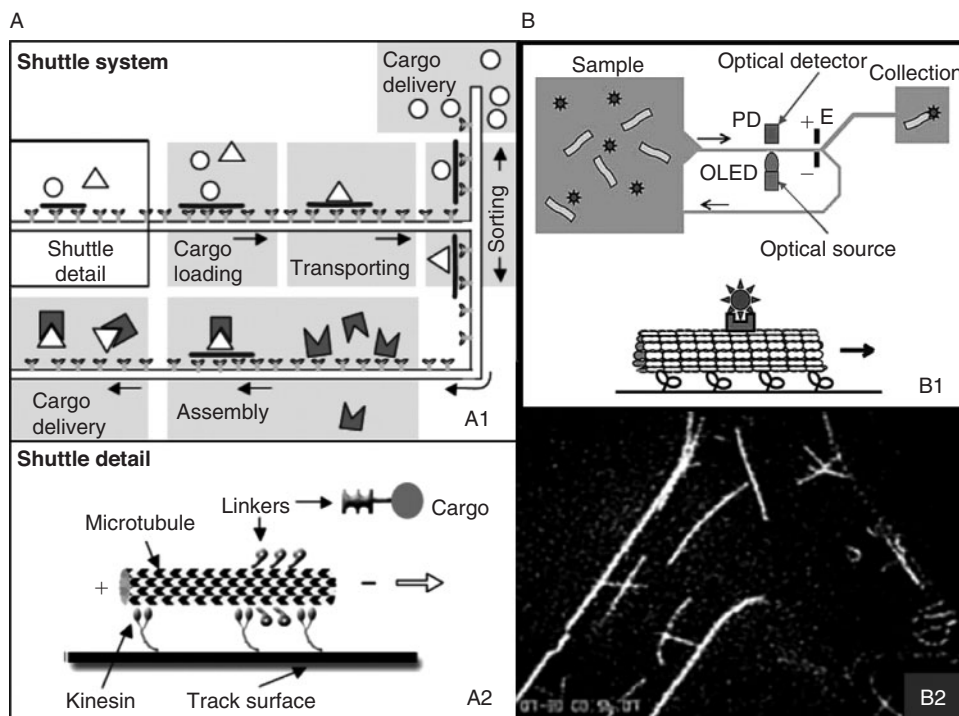 A
Shuttle system
Cargo
delivery
Sorting
Shuttle
detail
Cargo
loading
Transporting
Cargo
delivery
Assembly
A1
Shuttle detail
Linkers
Cargo
Microtubule
+
–
Kinesin
Track surface
A2
B
Sample
Optical detector
Collection
PD
+ E
OLED
–
Optical source
B1
B2